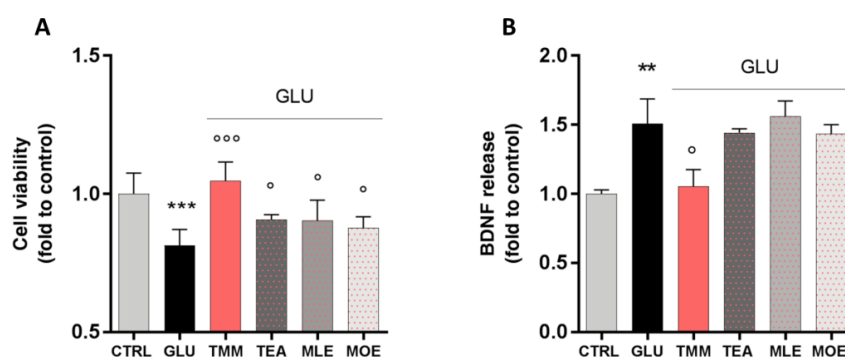 A
Cell viability
(fold to control)
1.5
1.0
0.5
GLU
***
°°°
°
°
°
CTRL GLU TMM TEA MLE MOE
B
BDNF release
(fold to control)
2.0
1.5
1.0
0.5
0.0
GLU
**
°
CTRL GLU TMM TEA MLE MOE